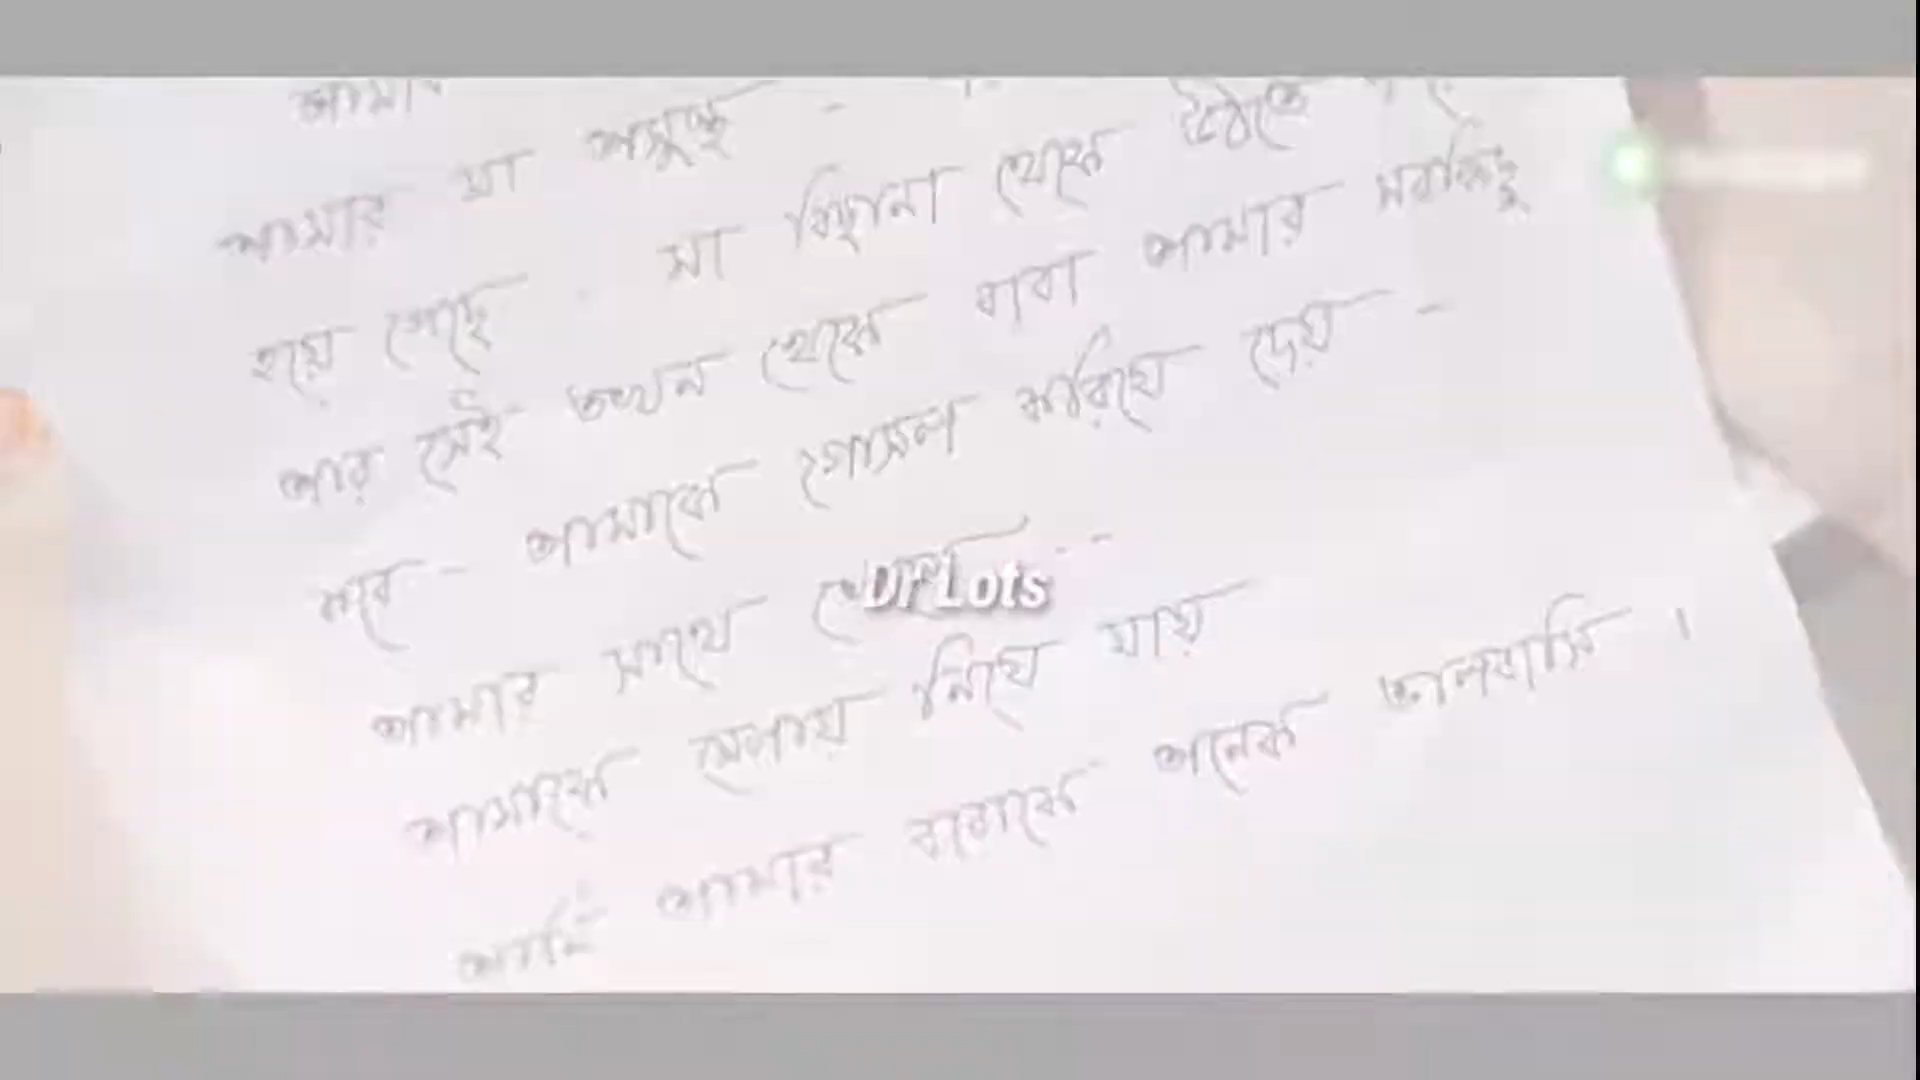 আমার
আমার মা অসুস্থ -
হয়ে গেছে . মা বিছানা থেকে উঠতে
আর সেই তখন থেকে বাবা আমার সবকিছু
করে - আমাকে গোসল করিয়ে দেয় -
আমার সাথে
আমাকে মেলায় নিয়ে যায়
আমি আমার বাবাকে অনেক ভালবাসি ।
Dr Lots